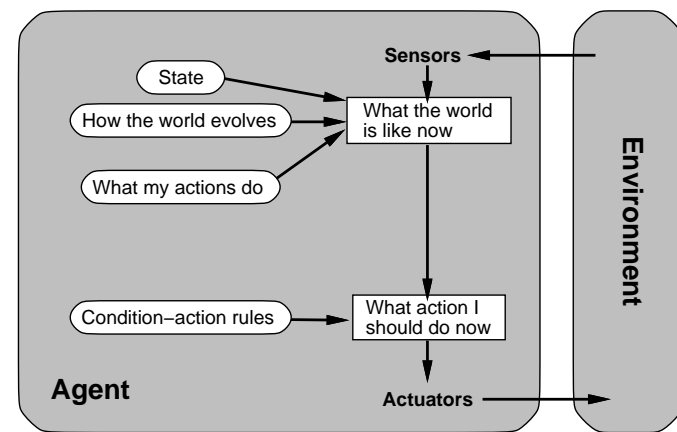 Sensors
State
What the world
is like now
How the world evolves
What my actions do
Environment
Condition−action rules
What action I
should do now
Agent
Actuators